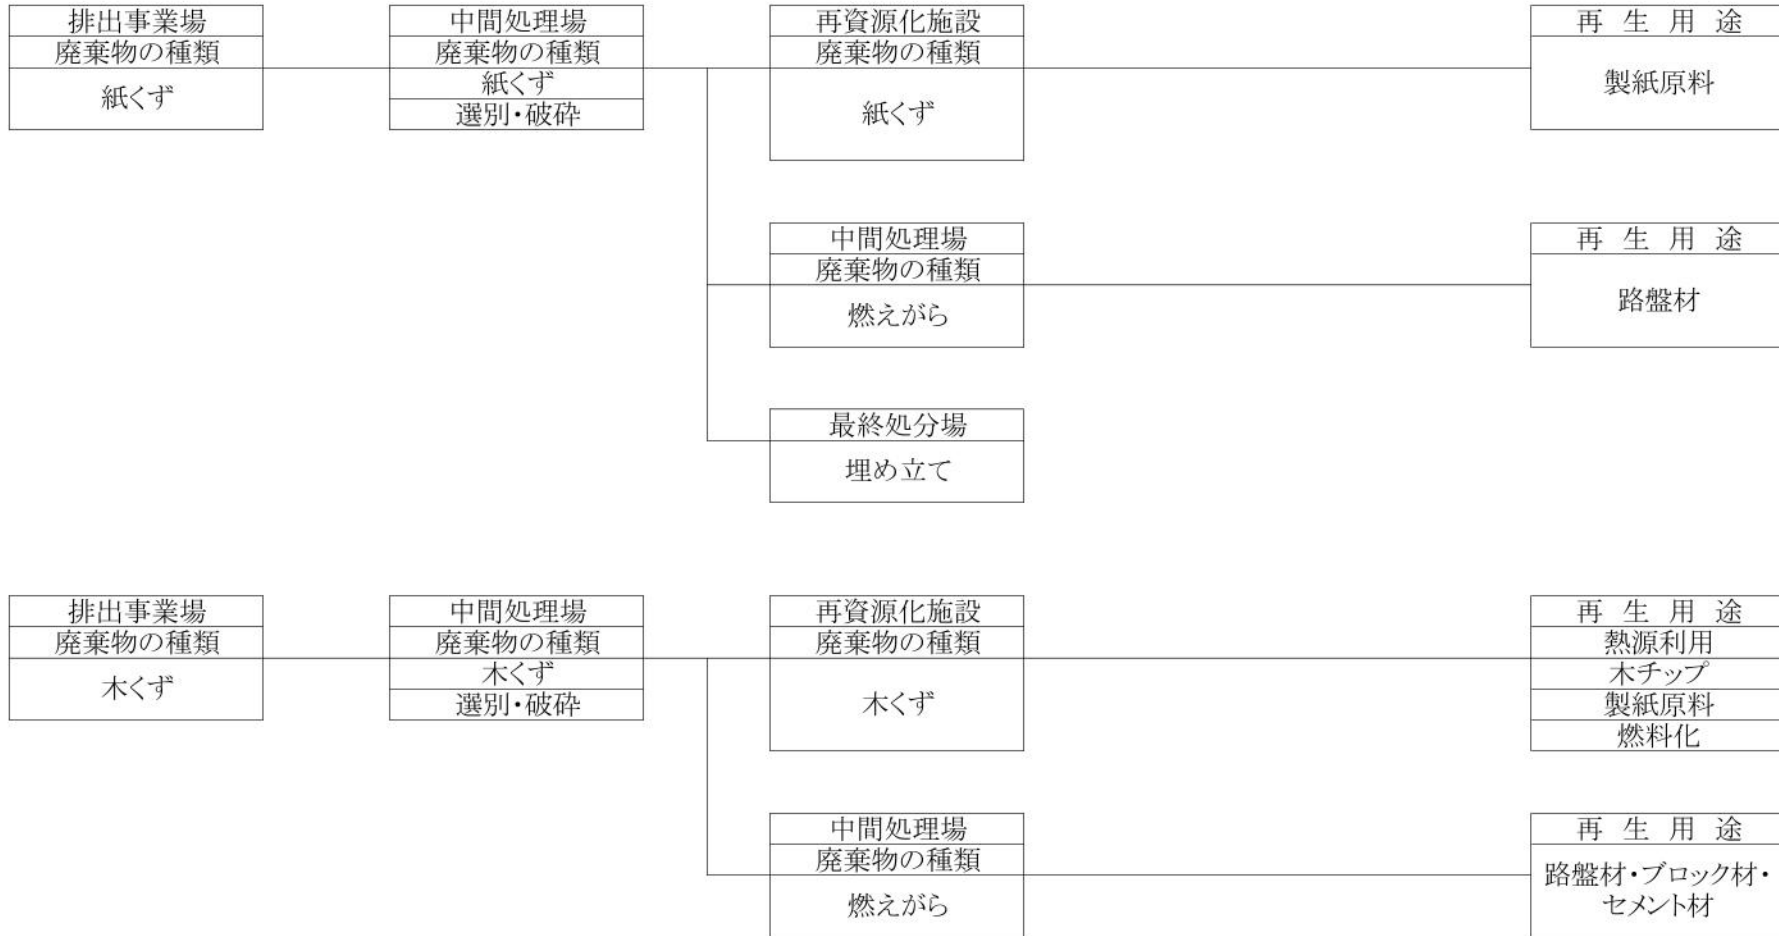 排出事業場
廃棄物の種類
紙くず
中間処理場
廃棄物の種類
紙くず
選別・破砕
再資源化施設
廃棄物の種類
紙くず
再 生 用 途
製紙原料
中間処理場
廃棄物の種類
燃えがら
再 生 用 途
路盤材
最終処分場
埋め立て
排出事業場
廃棄物の種類
木くず
中間処理場
廃棄物の種類
木くず
選別・破砕
再資源化施設
廃棄物の種類
木くず
再 生 用 途
熱源利用
木チップ
製紙原料
燃料化
中間処理場
廃棄物の種類
燃えがら
再 生 用 途
路盤材・ブロック材・
セメント材